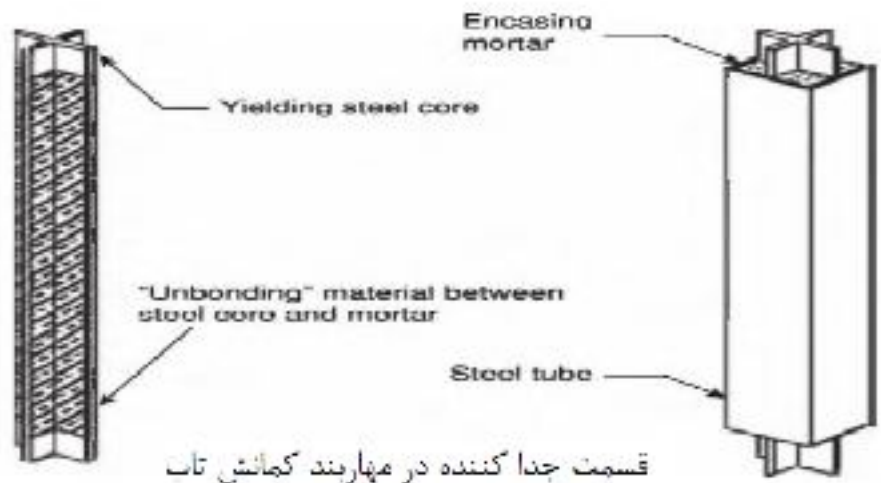 Encasing
mortar
Yielding steel core
"Unbonding" material between
steel core and mortar
Steel tube
قسمت جدا کننده در مهاربند کمانش تاب